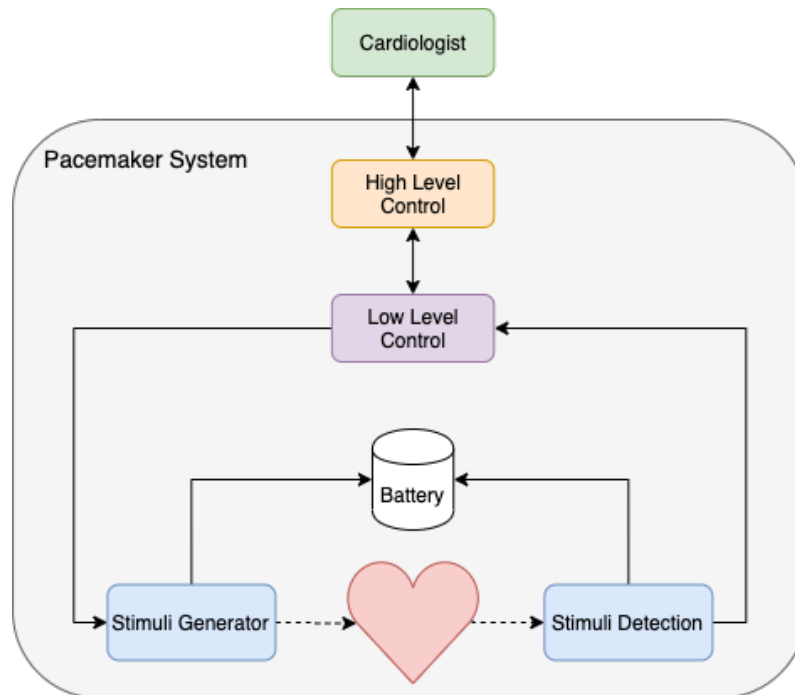 Cardiologist
Pacemaker System
High Level
Control
Low Level
Control
Battery
Stimuli Generator
Stimuli Detection